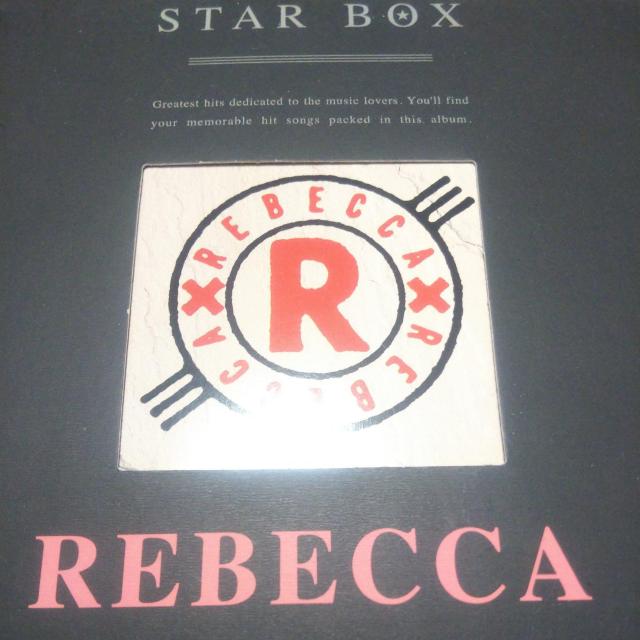 STAR BOX
Greatest hits dedicated to the music lovers. You'll find
your memorable hit songs packed in this album.
REBECCA
R
REBECCA
REBECCA